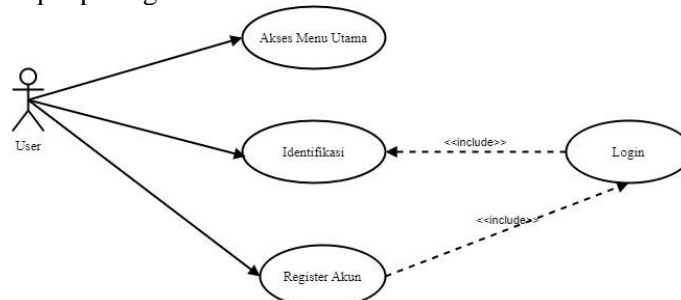 Akses Menu Utama
User
Identifikasi
<<include>>
Login
<<include>>
Register Akun